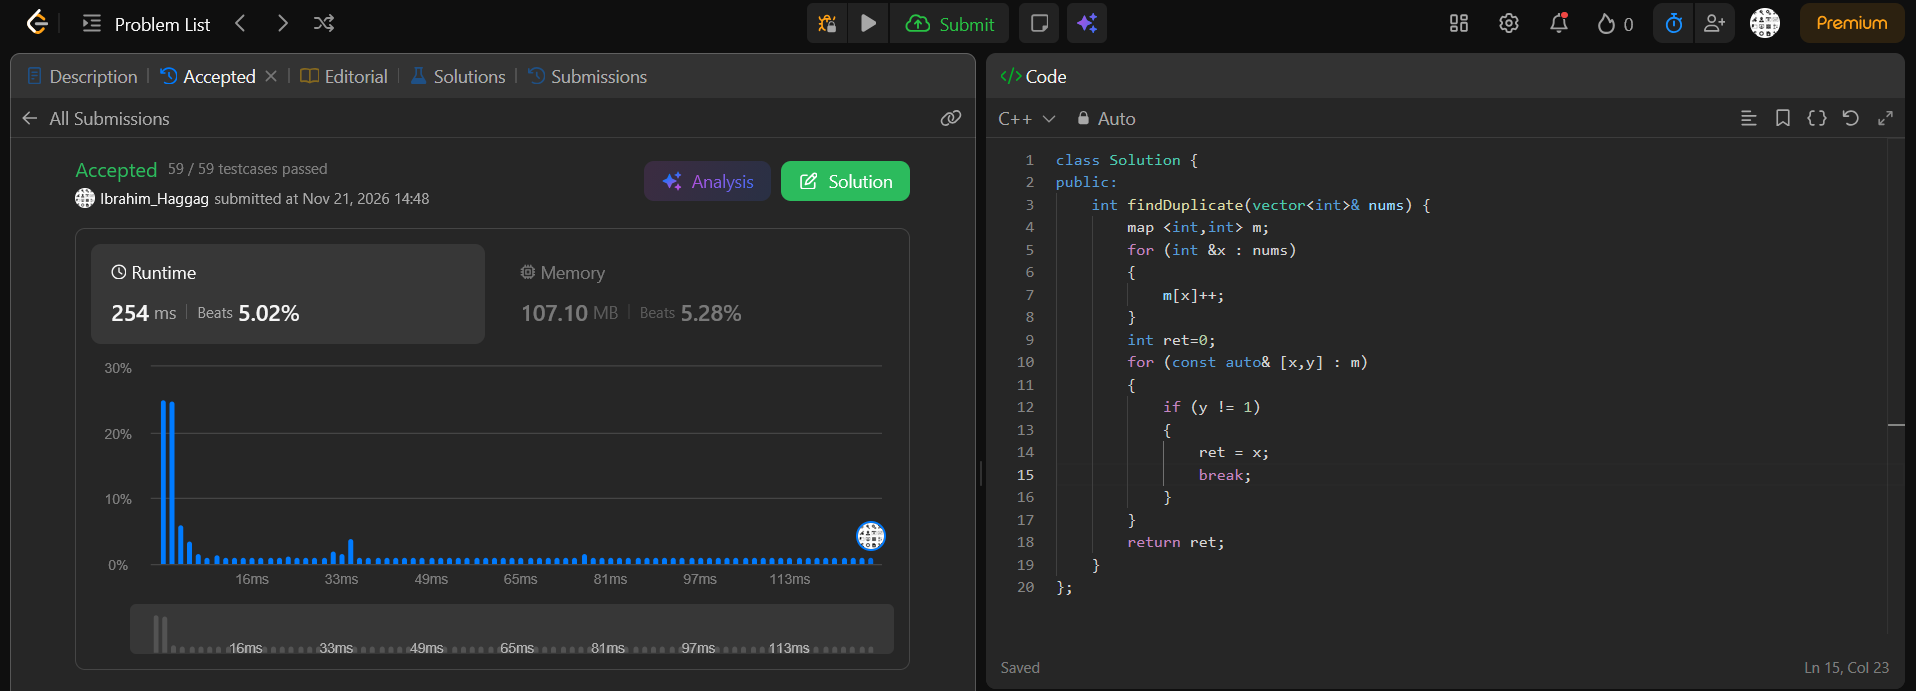 Problem List
Submit
0
Premium
Description
Accepted
Editorial
Solutions
Submissions
All Submissions
Accepted 59 / 59 testcases passed
Ibrahim_Haggag submitted at Nov 21, 2026 14:48
Analysis
Solution
Runtime
254 ms Beats 5.02%
Memory
107.10 MB Beats 5.28%
30%
20%
10%
0%
16ms 33ms 49ms 65ms 81ms 97ms 113ms
16ms 33ms 49ms 65ms 81ms 97ms 113ms
</> Code
C++ Auto
1 class Solution {
2 public:
3     int findDuplicate(vector<int>& nums) {
4         map <int,int> m;
5         for (int &x : nums)
6         {
7             m[x]++;
8         }
9         int ret=0;
10         for (const auto& [x,y] : m)
11         {
12             if (y != 1)
13             {
14                 ret = x;
15                 break;
16             }
17         }
18         return ret;
19     }
20 };
Saved
Ln 15, Col 23